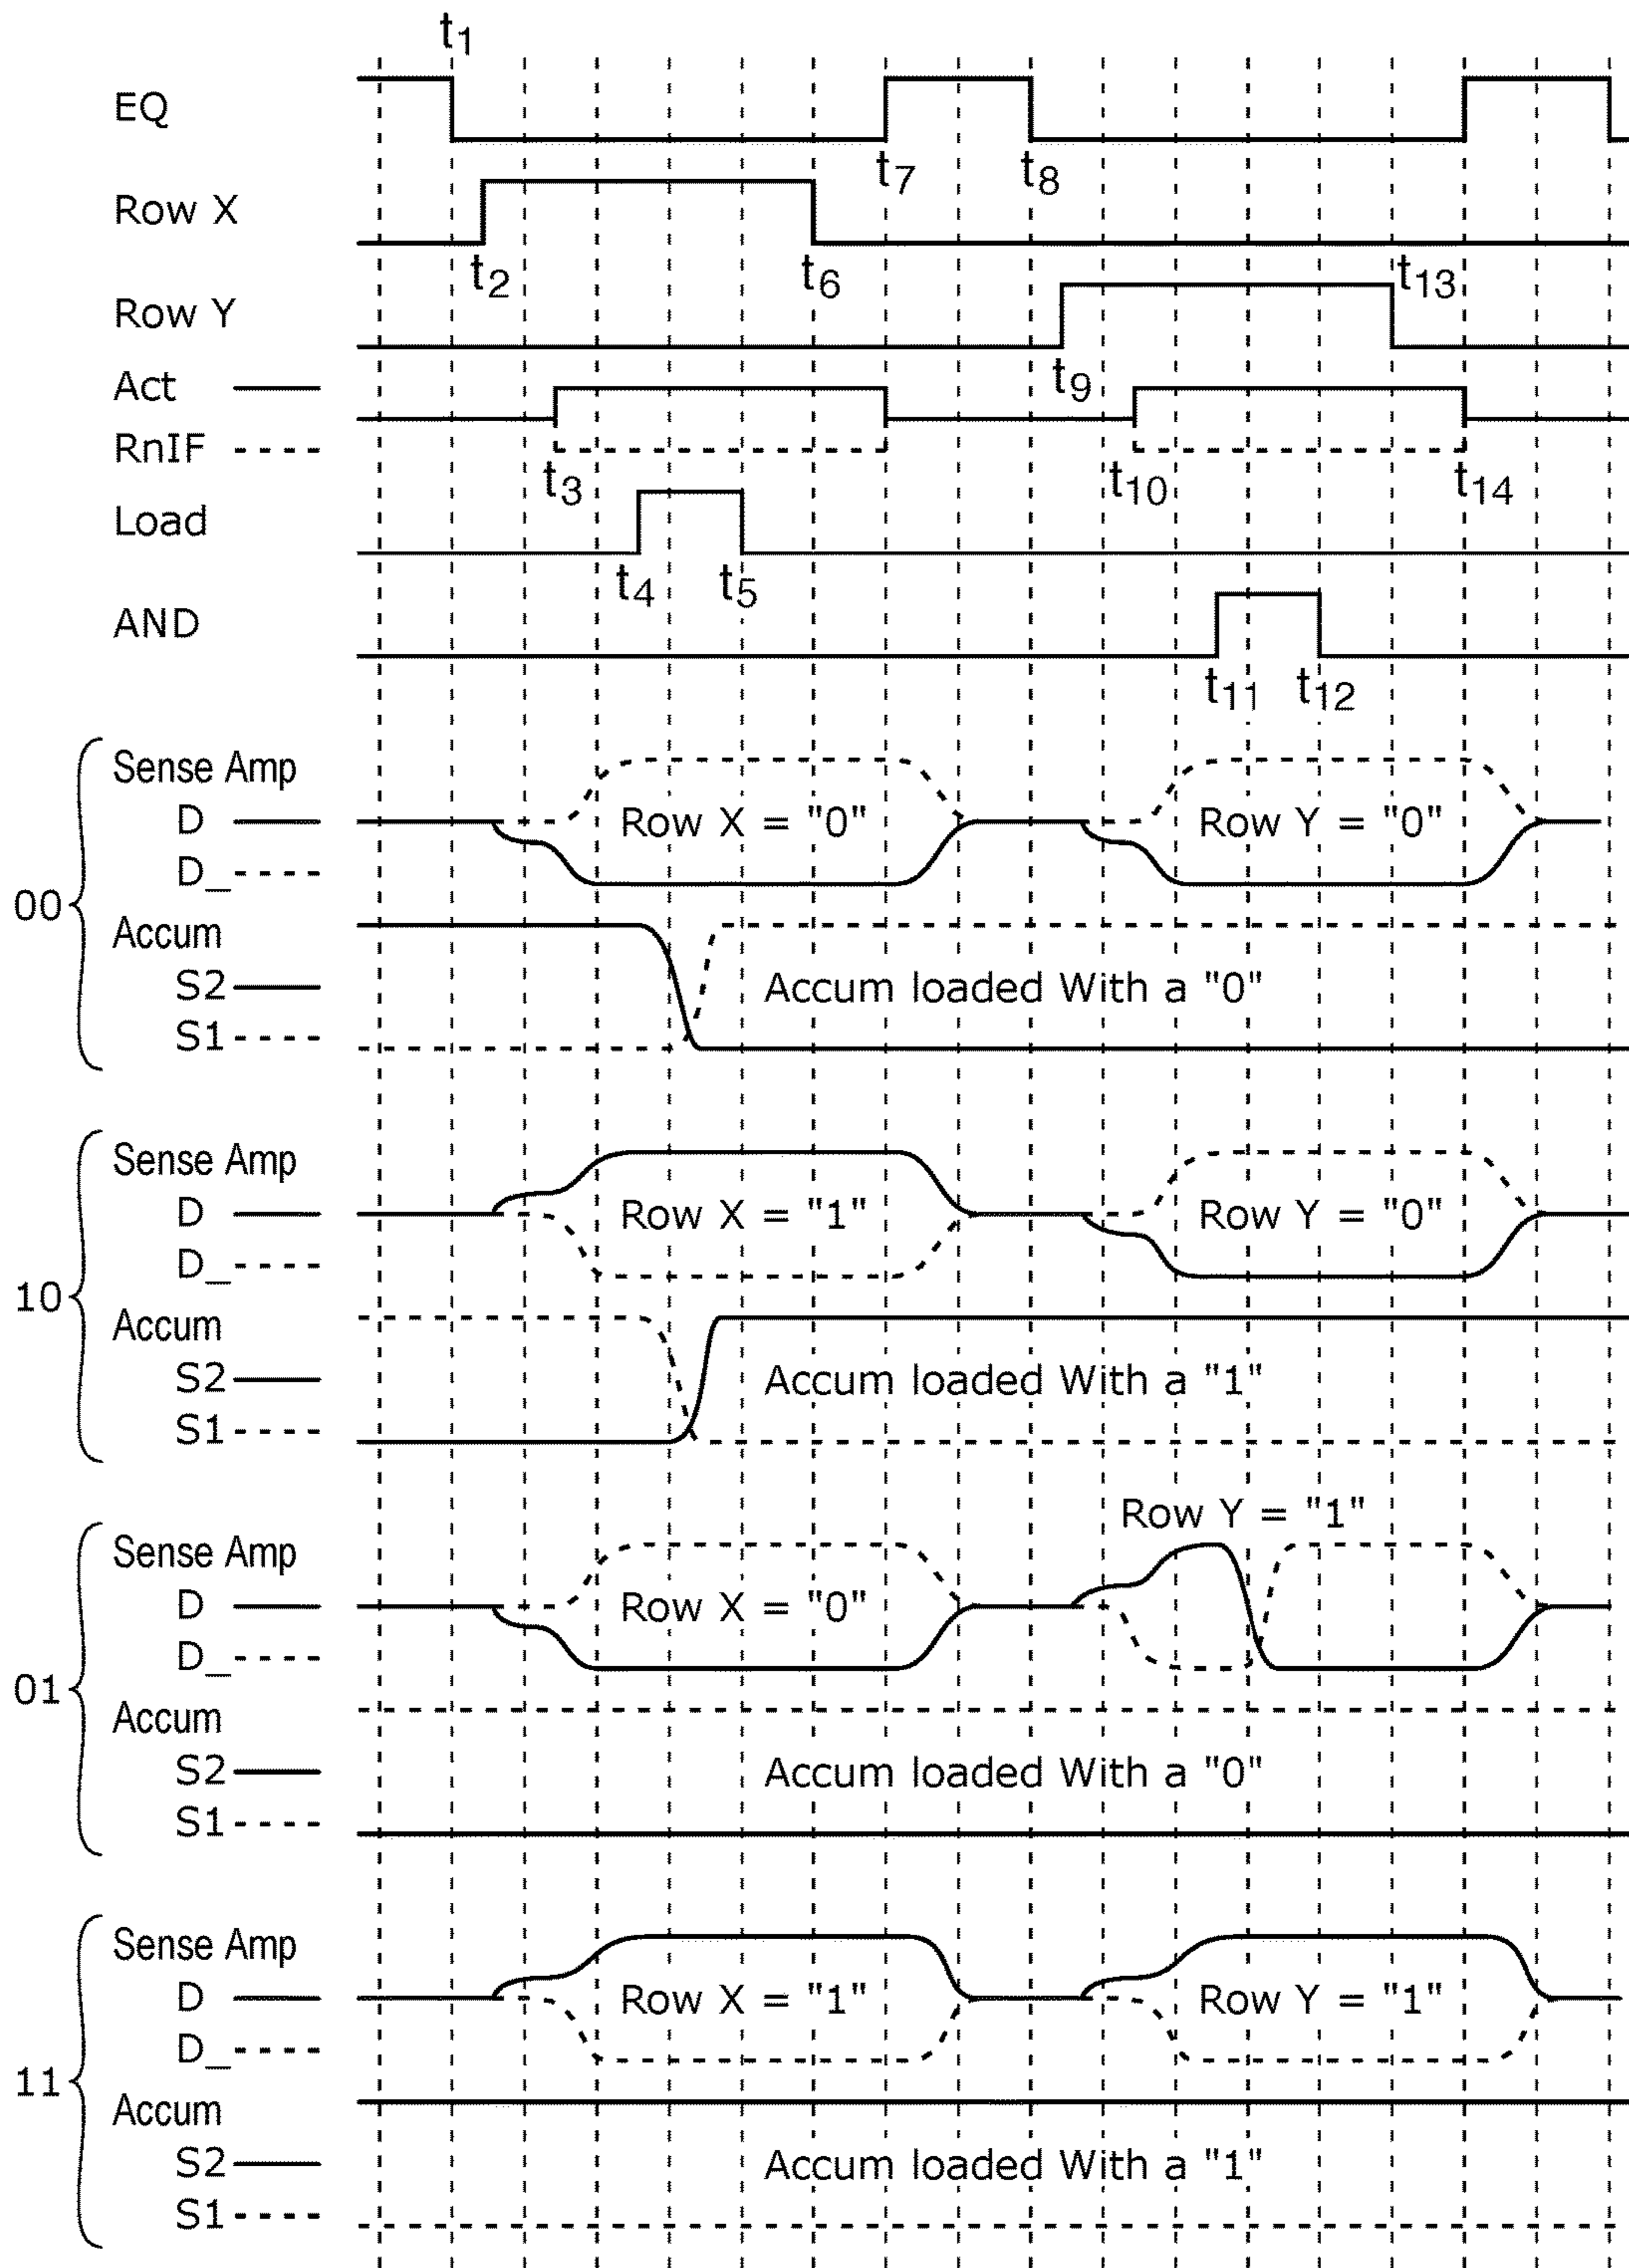 t1
EQ
t7 t8
Row X
t2 t6 t13
Row Y
t9
Act
RnIF
t3 t10 t14
Load
t4 t5
AND
t11 t12
Sense Amp
D Row X = "0" Row Y = "0"
D_
00
Accum
S2 Accum loaded With a "0"
S1
Sense Amp
D Row X = "1" Row Y = "0"
D_
10
Accum
S2 Accum loaded With a "1"
S1
Row Y = "1"
Sense Amp
D Row X = "0"
D_
01
Accum
S2 Accum loaded With a "0"
S1
Sense Amp
D Row X = "1" Row Y = "1"
D_
11
Accum
S2 Accum loaded With a "1"
S1